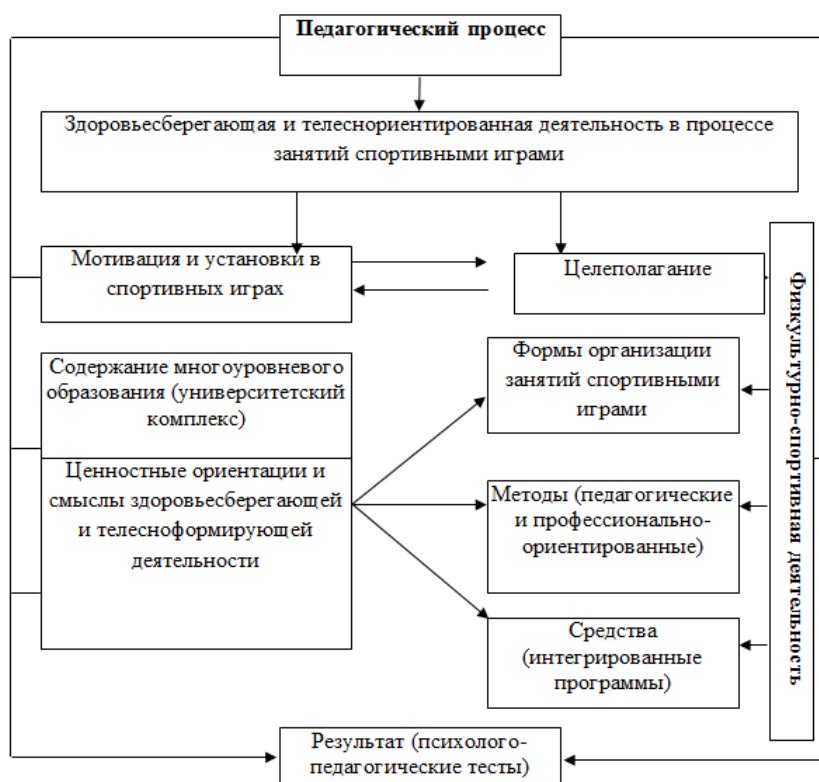 Педагогический процесс
Здоровьесберегающая и телеснориентированная деятельность в процессе
занятий спортивными играми
Мотивация и установки в
спортивных играх
Целеполагание
Содержание многоуровневого
образования (университетский
комплекс)
Формы организации
занятий спортивными
играми
Ценностные ориентации и
смыслы здоровьесберегающей
и телесноформирующей
деятельности
Методы (педагогические
и профессионально-
ориентированные)
Средства
(интегрированные
программы)
Физкультурно-спортивная деятельность
Результат (психолого-
педагогические тесты)